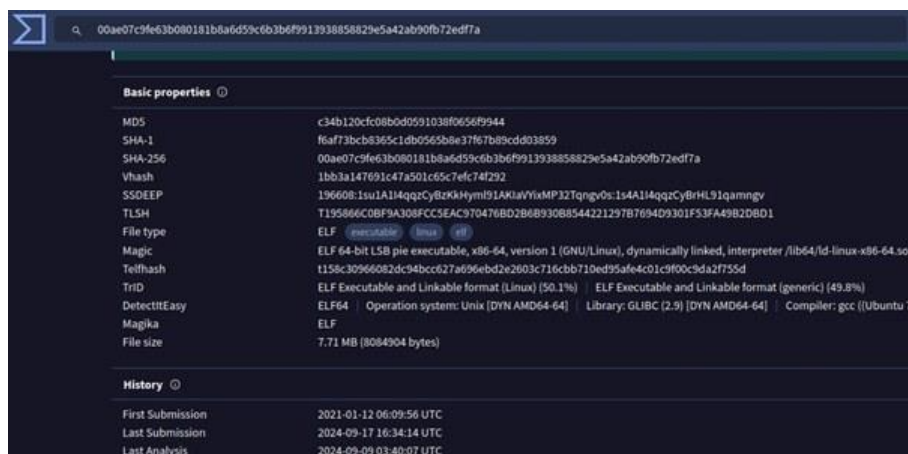 00ae07c9fe63b080181b8a6d59c6b3b6f9913938858829e5a42ab90fb72edf7a
Basic properties
MD5 c34b120cfc08b0d0591038f0656f9944
SHA-1 f6af73bcb8365c1db0565b8e37f67b89cdd03859
SHA-256 00ae07c9fe63b080181b8a6d59c6b3b6f9913938858829e5a42ab90fb72edf7a
Vhash 1bb3a147691c47a501c65c7efc74f292
SSDEEP 196608:1su1A1I4qqzCyBzKkHyml91AKIaVYixMP32Tqngv0s:1s4A1I4qqzCyBrHL91qamngv
TLSH T195866C0BF9A308FCC5EAC970476BD2B6B930B8544221297B7694D9301F53FA49B2DBD1
File type ELF executable linux elf
Magic ELF 64-bit LSB pie executable, x86-64, version 1 (GNU/Linux), dynamically linked, interpreter /lib64/ld-linux-x86-64.so
Telfhash t158c30966082dc94bcc627a696ebd2e2603c716cbb710ed95afe4c01c9f00c9da2f755d
TrID ELF Executable and Linkable format (Linux) (50.1%) ELF Executable and Linkable format (generic) (49.8%)
DetectItEasy ELF64 Operation system: Unix [DYN AMD64-64] Library: GLIBC (2.9) [DYN AMD64-64] Compiler: gcc ((Ubuntu
Magika ELF
File size 7.71 MB (8084904 bytes)
History
First Submission 2021-01-12 06:09:56 UTC
Last Submission 2024-09-17 16:34:14 UTC
Last Analysis 2024-09-09 03:40:07 UTC